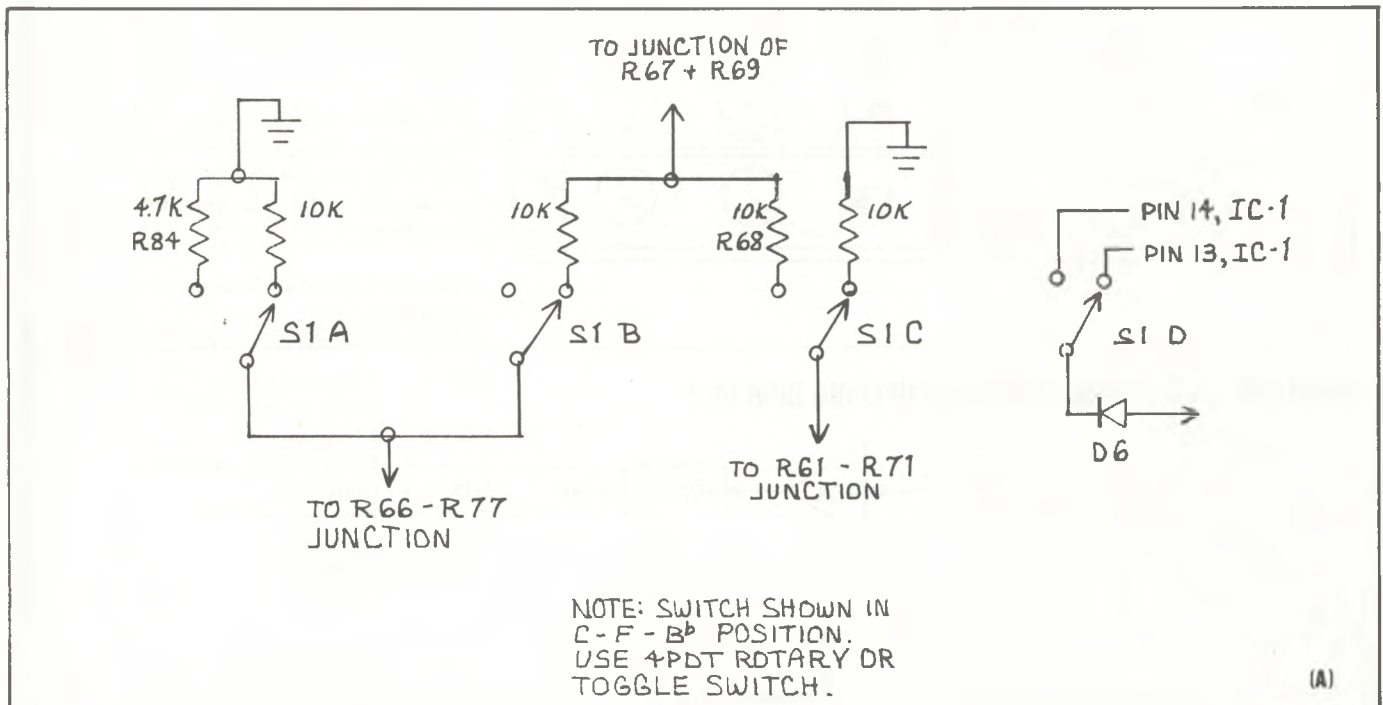 TO JUNCTION OF
R67 + R69
4.7K
R84
10K
10K
10K
R68
10K
PIN 14, IC-1
PIN 13, IC-1
S1 A
S1 B
S1 C
S1 D
D6
TO R66 - R77
JUNCTION
TO R61 - R71
JUNCTION
NOTE: SWITCH SHOWN IN
C - F - Bb POSITION.
USE 4PDT ROTARY OR
TOGGLE SWITCH.
(A)